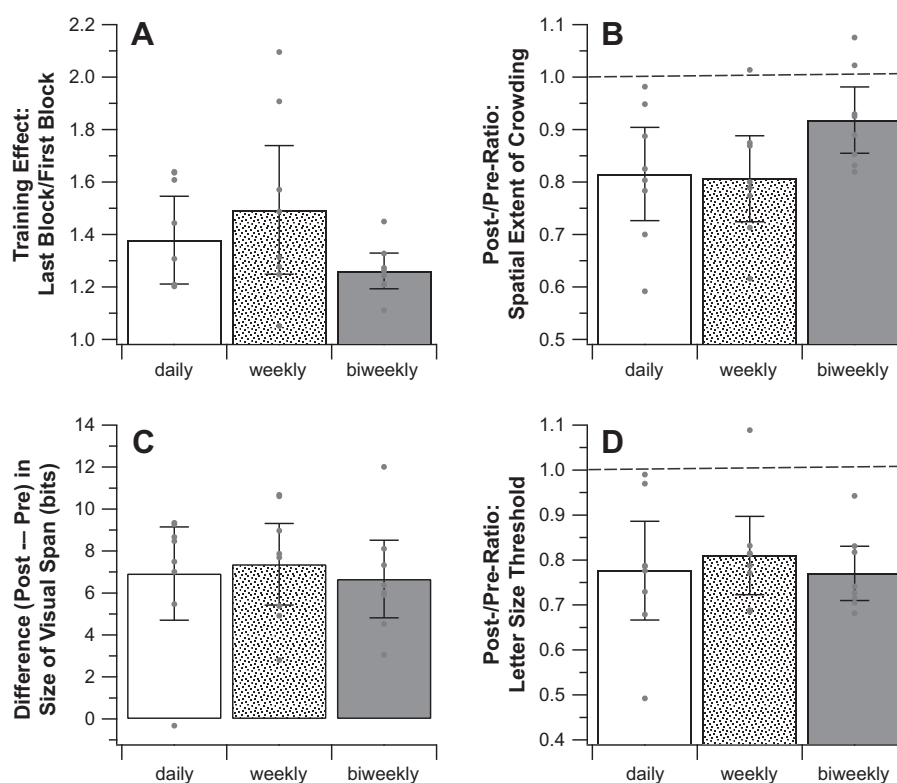 A
Training Effect:
Last Block/First Block
2.2
2.0
1.8
1.6
1.4
1.2
1.0
daily weekly biweekly
B
Post-/Pre-Ratio:
Spatial Extent of Crowding
1.1
1.0
0.9
0.8
0.7
0.6
0.5
daily weekly biweekly
C
Difference (Post — Pre) in
Size of Visual Span (bits)
14
12
10
8
6
4
2
0
daily weekly biweekly
D
Post-/Pre-Ratio:
Letter Size Threshold
1.1
1.0
0.9
0.8
0.7
0.6
0.5
0.4
daily weekly biweekly